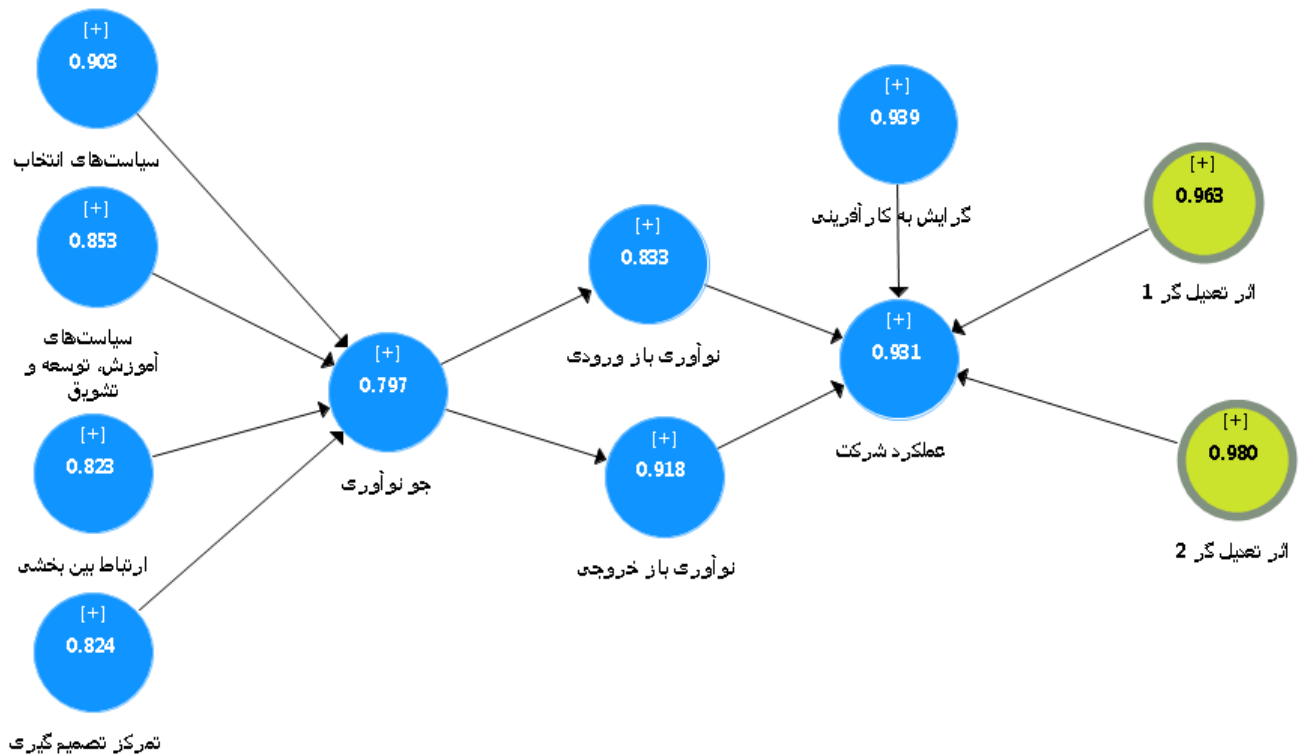 [+]
0.903
سیاست‌های انتخاب
[+]
0.853
سیاست‌های
آموزش، توسعه و
تشویق
[+]
0.823
ارتباط بین بخشی
[+]
0.824
تمرکز تصمیم گیری
[+]
0.797
جو نوآوری
[+]
0.833
نوآوری باز ورودی
[+]
0.918
نوآوری باز خروجی
[+]
0.939
گرایش به کارآفرینی
[+]
0.931
عملکرد شرکت
[+]
0.963
اثر تعدیل گر 1
[+]
0.980
اثر تعدیل گر 2